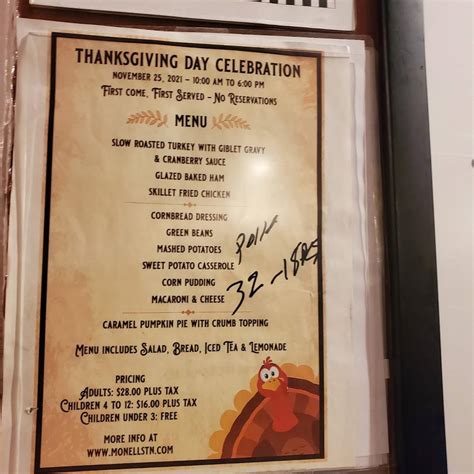 THANKSGIVING DAY CELEBRATION
NOVEMBER 25, 2021 - 10:00 AM TO 6:00 PM
FIRST COME, FIRST SERVED - NO RESERVATIONS
MENU
SLOW ROASTED TURKEY WITH GIBLET GRAVY
& CRANBERRY SAUCE
GLAZED BAKED HAM
SKILLET FRIED CHICKEN
CORNBREAD DRESSING
GREEN BEANS
MASHED POTATOES
SWEET POTATO CASSEROLE
CORN PUDDING
MACARONI & CHEESE
32-18
CARAMEL PUMPKIN PIE WITH CRUMB TOPPING
MENU INCLUDES SALAD, BREAD, ICED TEA & LEMONADE
PRICING
ADULTS: $28.00 PLUS TAX
CHILDREN 4 TO 12: $16.00 PLUS TAX
CHILDREN UNDER 3: FREE
MORE INFO AT
WWW.MONELLSTN.COM